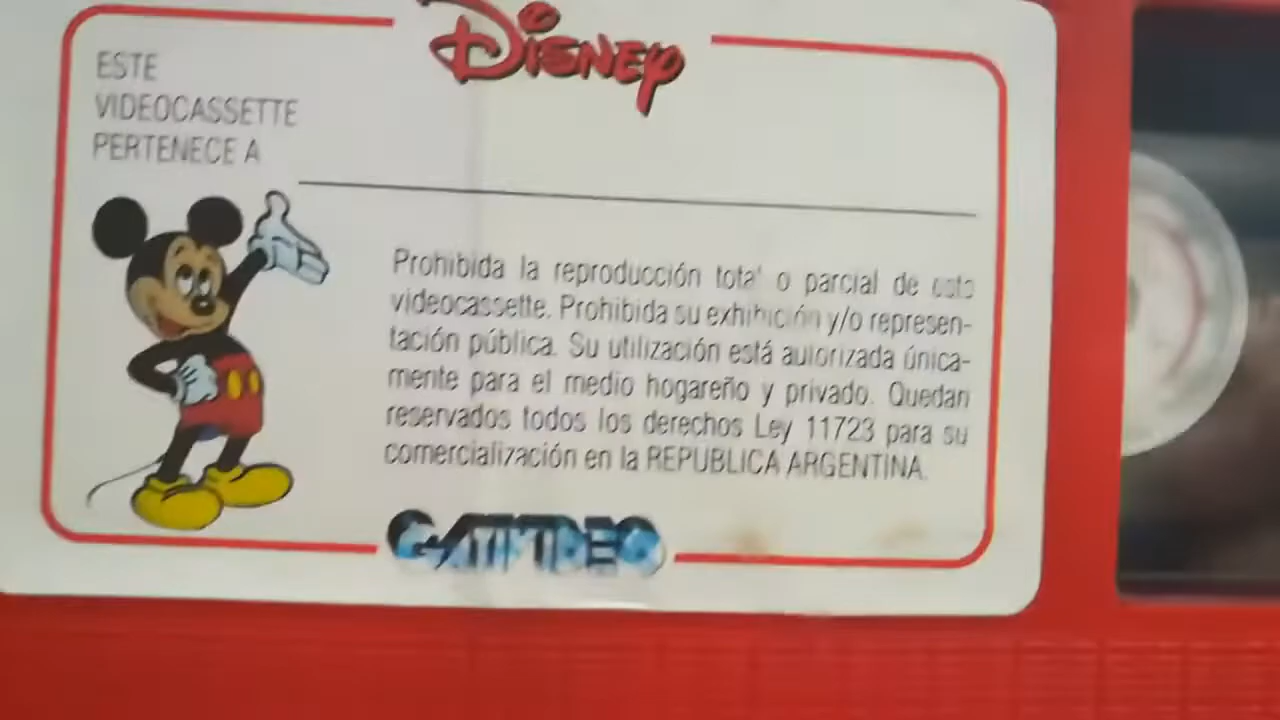 DISNEY
ESTE
VIDEOCASSETTE
PERTENECE A
Prohibida la reproducción total o parcial de este
videocassette. Prohibida su exhibición y/o represen-
tación pública. Su utilización está autorizada única-
mente para el medio hogareño y privado. Quedan
reservados todos los derechos Ley 11723 para su
comercialización en la REPUBLICA ARGENTINA.
GATIVIDEO